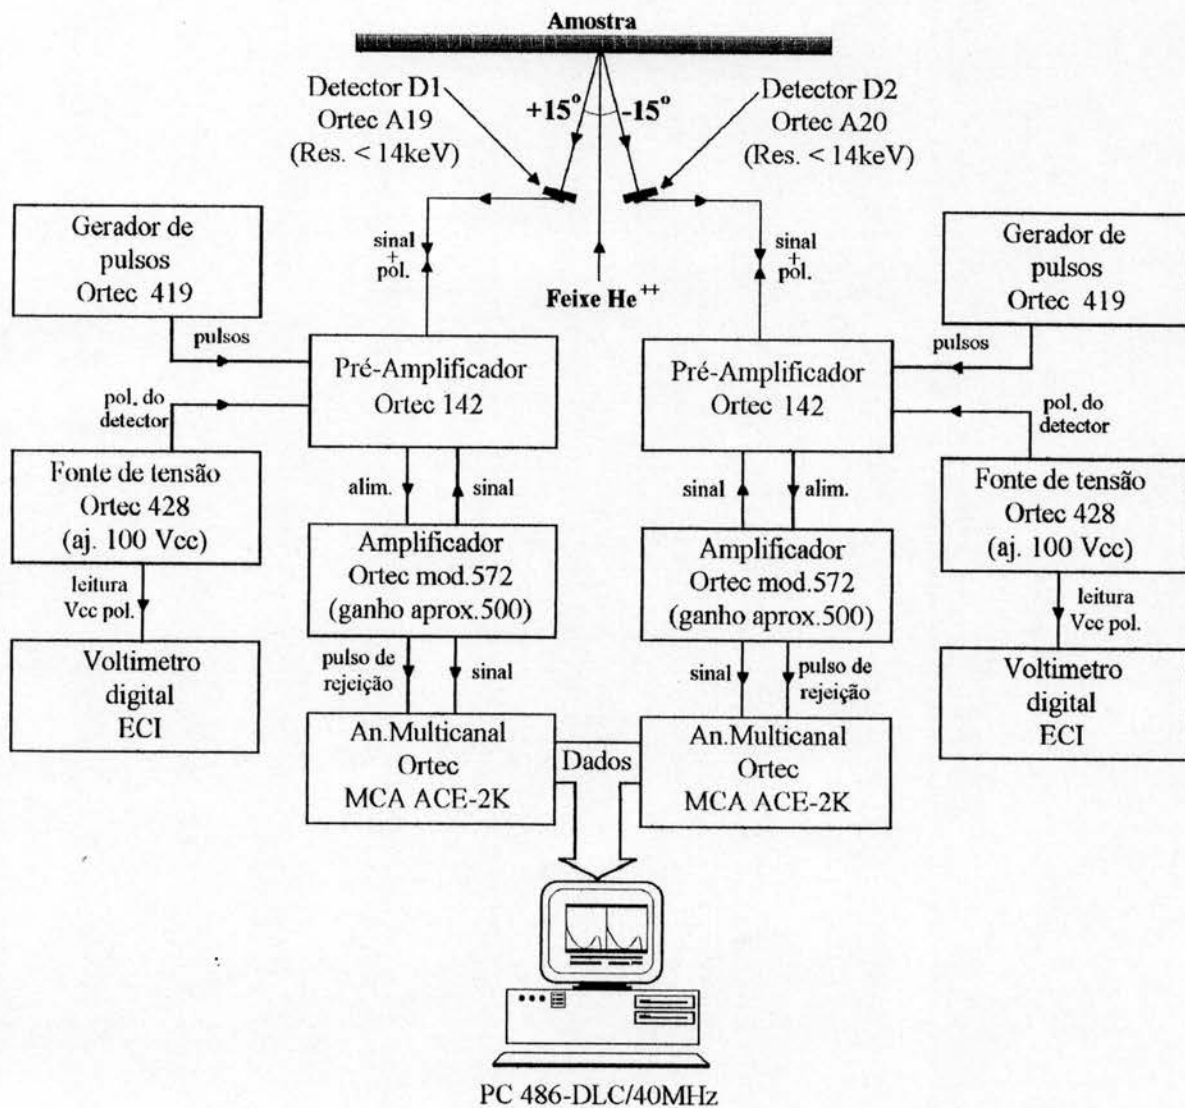 Amostra
Detector D1
Ortec A19
(Res. < 14keV)
+15°
-15°
Detector D2
Ortec A20
(Res. < 14keV)
Gerador de
pulsos
Ortec 419
sinal
+
pol.
Feixe He⁺⁺
sinal
+
pol.
Gerador de
pulsos
Ortec 419
pulsos
pulsos
Pré-Amplificador
Ortec 142
Pré-Amplificador
Ortec 142
pol. do
detector
pol. do
detector
Fonte de tensão
Ortec 428
(aj. 100 Vcc)
alim.
sinal
sinal
alim.
Fonte de tensão
Ortec 428
(aj. 100 Vcc)
Amplificador
Ortec mod.572
(ganho aprox.500)
Amplificador
Ortec mod.572
(ganho aprox.500)
leitura
Vcc pol.
leitura
Vcc pol.
Voltimetro
digital
ECI
pulso de
rejeição
sinal
sinal
pulso de
rejeição
Voltimetro
digital
ECI
An.Multicanal
Ortec
MCA ACE-2K
Dados
An.Multicanal
Ortec
MCA ACE-2K
PC 486-DLC/40MHz